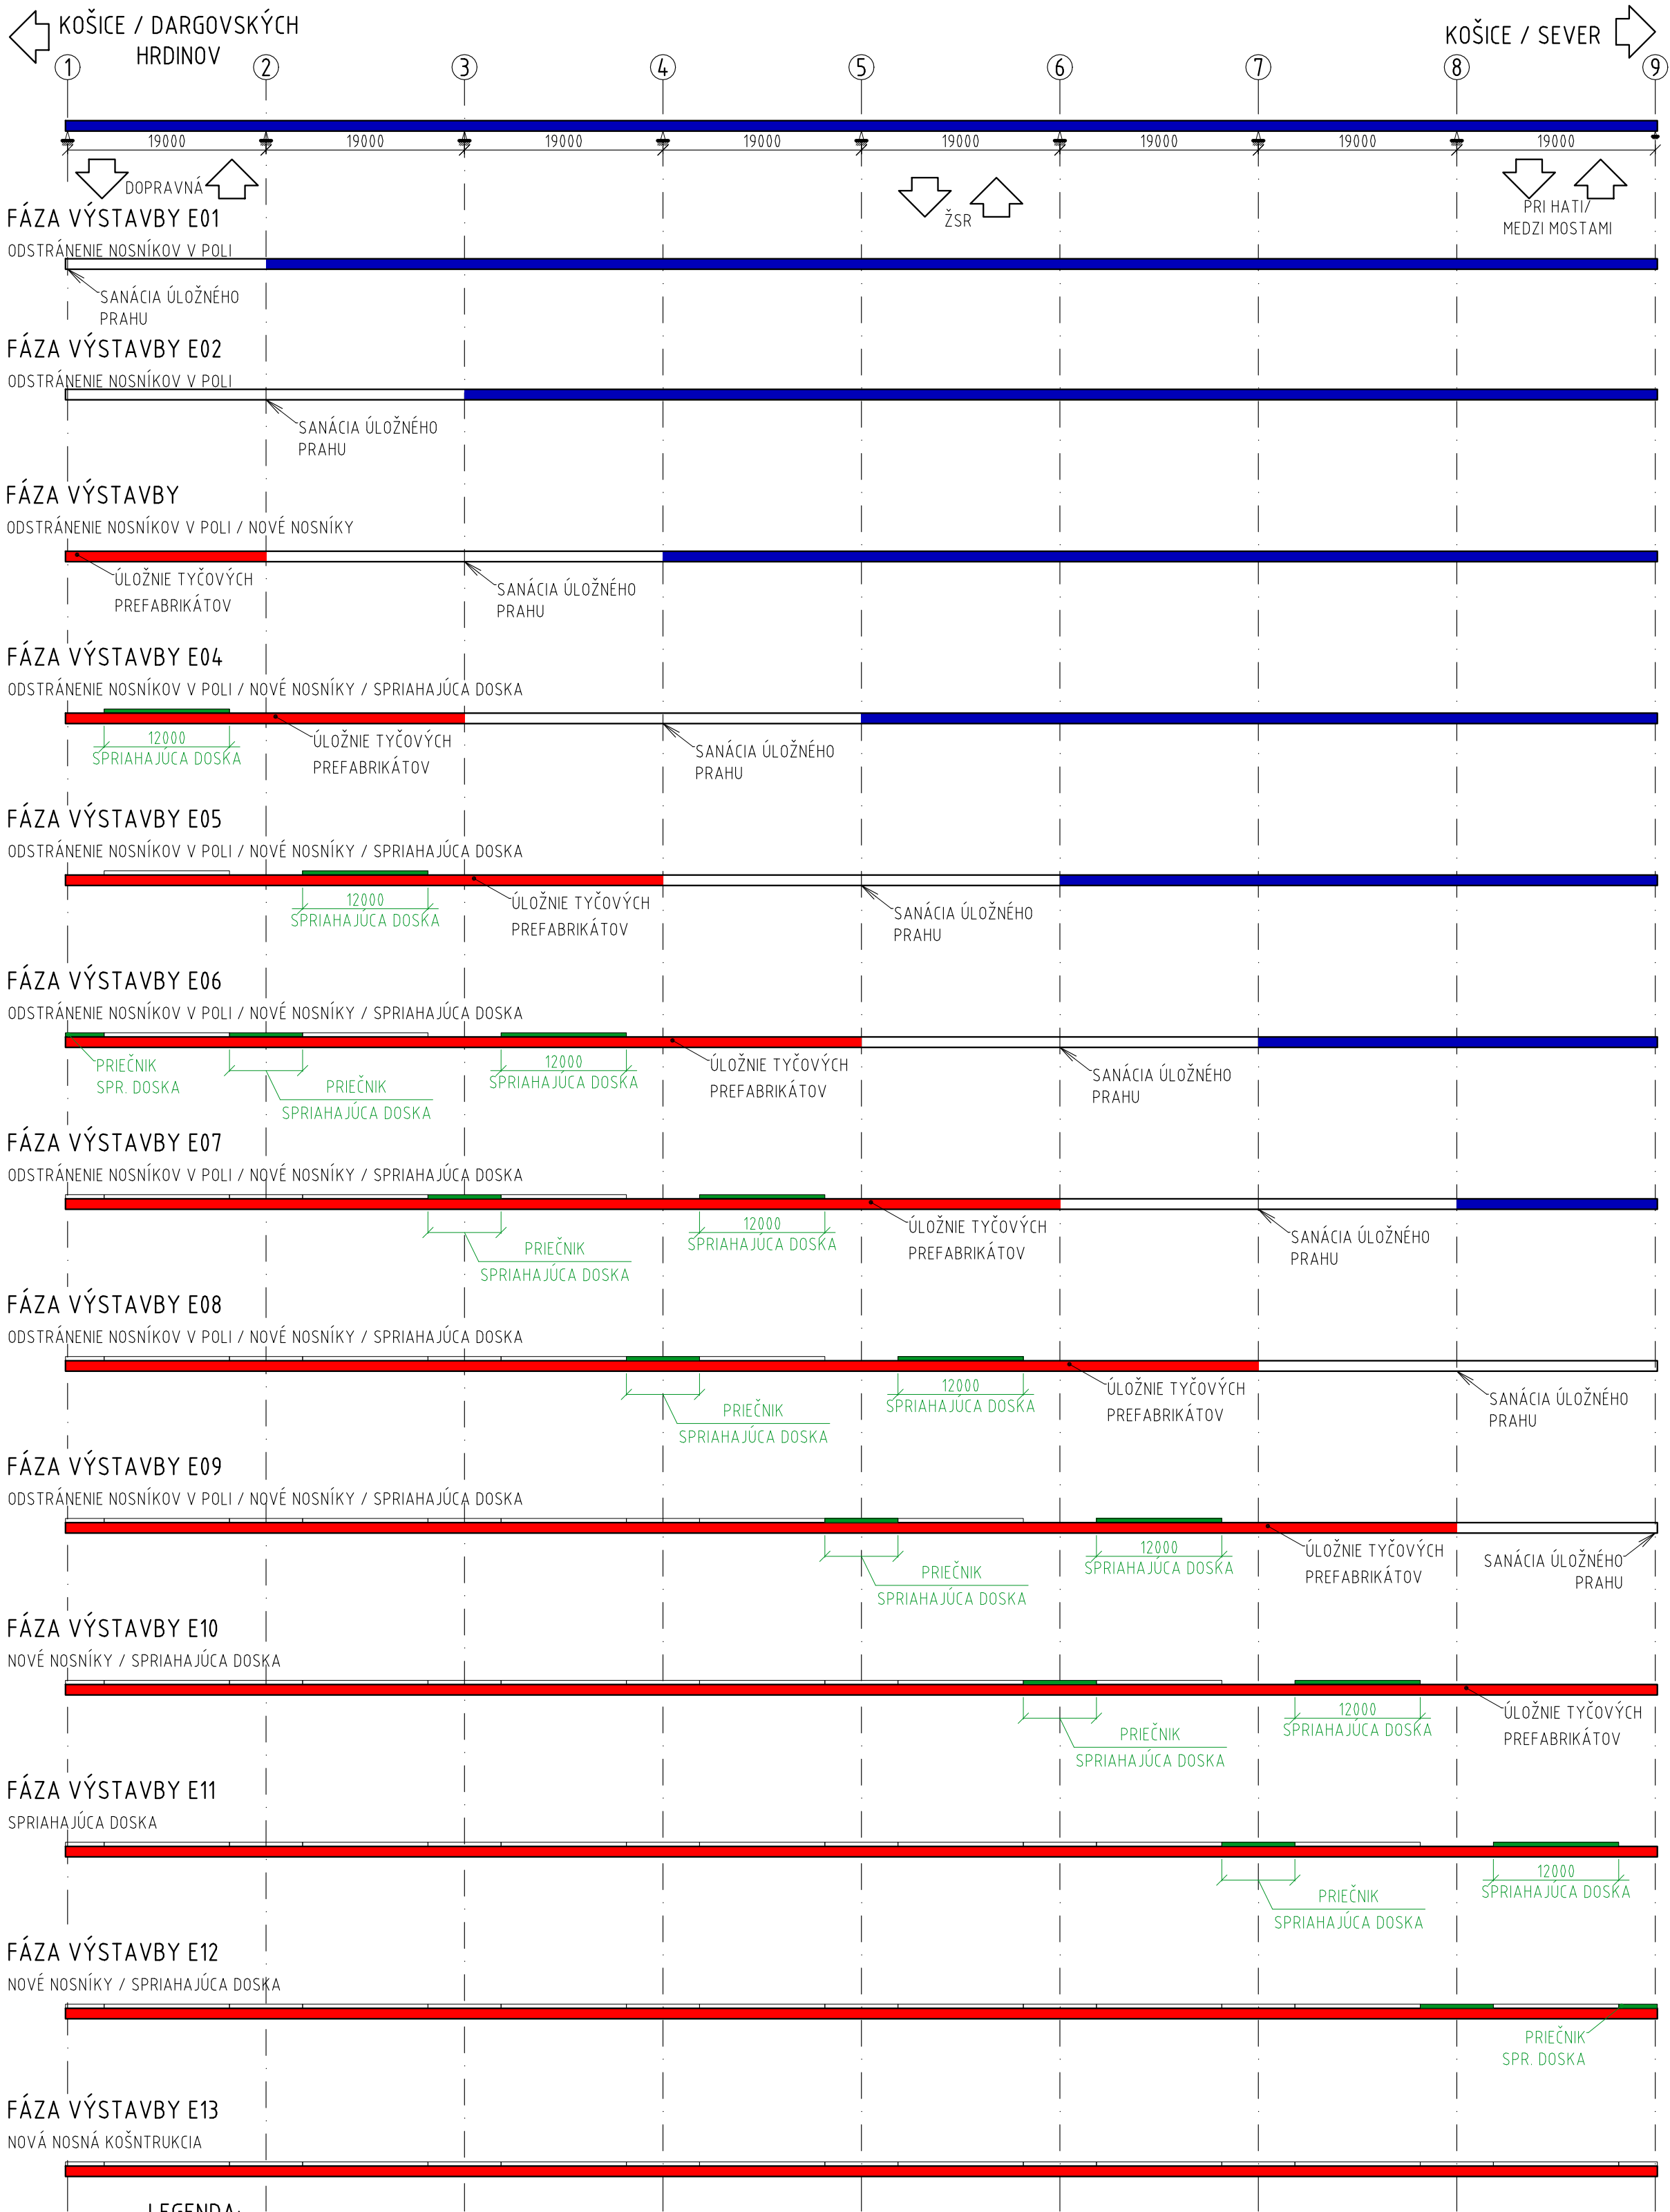 KOŠICE / DARGOVSKÝCH
HRDINOV
KOŠICE / SEVER
1 2 3 4 5 6 7 8 9
19000 19000 19000 19000 19000 19000 19000 19000
DOPRAVNÁ
ŽSR
PRI HATI/
MEDZI MOSTAMI
FÁZA VÝSTAVBY E01
ODSTRÁNENIE NOSNÍKOV V POLI
SANÁCIA ÚLOŽNÉHO
PRAHU
FÁZA VÝSTAVBY E02
ODSTRÁNENIE NOSNÍKOV V POLI
SANÁCIA ÚLOŽNÉHO
PRAHU
FÁZA VÝSTAVBY
ODSTRÁNENIE NOSNÍKOV V POLI / NOVÉ NOSNÍKY
ÚLOŽNIE TYČOVÝCH
PREFABRIKÁTOV
SANÁCIA ÚLOŽNÉHO
PRAHU
FÁZA VÝSTAVBY E04
ODSTRÁNENIE NOSNÍKOV V POLI / NOVÉ NOSNÍKY / SPRIAHAJÚCA DOSKA
12000
SPRIAHAJÚCA DOSKA
ÚLOŽNIE TYČOVÝCH
PREFABRIKÁTOV
SANÁCIA ÚLOŽNÉHO
PRAHU
FÁZA VÝSTAVBY E05
ODSTRÁNENIE NOSNÍKOV V POLI / NOVÉ NOSNÍKY / SPRIAHAJÚCA DOSKA
12000
SPRIAHAJÚCA DOSKA
ÚLOŽNIE TYČOVÝCH
PREFABRIKÁTOV
SANÁCIA ÚLOŽNÉHO
PRAHU
FÁZA VÝSTAVBY E06
ODSTRÁNENIE NOSNÍKOV V POLI / NOVÉ NOSNÍKY / SPRIAHAJÚCA DOSKA
PRIEČNIK
SPR. DOSKA
PRIEČNIK
SPRIAHAJÚCA DOSKA
12000
SPRIAHAJÚCA DOSKA
ÚLOŽNIE TYČOVÝCH
PREFABRIKÁTOV
SANÁCIA ÚLOŽNÉHO
PRAHU
FÁZA VÝSTAVBY E07
ODSTRÁNENIE NOSNÍKOV V POLI / NOVÉ NOSNÍKY / SPRIAHAJÚCA DOSKA
PRIEČNIK
SPRIAHAJÚCA DOSKA
12000
SPRIAHAJÚCA DOSKA
ÚLOŽNIE TYČOVÝCH
PREFABRIKÁTOV
SANÁCIA ÚLOŽNÉHO
PRAHU
FÁZA VÝSTAVBY E08
ODSTRÁNENIE NOSNÍKOV V POLI / NOVÉ NOSNÍKY / SPRIAHAJÚCA DOSKA
PRIEČNIK
SPRIAHAJÚCA DOSKA
12000
SPRIAHAJÚCA DOSKA
ÚLOŽNIE TYČOVÝCH
PREFABRIKÁTOV
SANÁCIA ÚLOŽNÉHO
PRAHU
FÁZA VÝSTAVBY E09
ODSTRÁNENIE NOSNÍKOV V POLI / NOVÉ NOSNÍKY / SPRIAHAJÚCA DOSKA
PRIEČNIK
SPRIAHAJÚCA DOSKA
12000
SPRIAHAJÚCA DOSKA
ÚLOŽNIE TYČOVÝCH
PREFABRIKÁTOV
SANÁCIA ÚLOŽNÉHO
PRAHU
FÁZA VÝSTAVBY E10
NOVÉ NOSNÍKY / SPRIAHAJÚCA DOSKA
PRIEČNIK
SPRIAHAJÚCA DOSKA
12000
SPRIAHAJÚCA DOSKA
ÚLOŽNIE TYČOVÝCH
PREFABRIKÁTOV
FÁZA VÝSTAVBY E11
SPRIAHAJÚCA DOSKA
PRIEČNIK
SPRIAHAJÚCA DOSKA
12000
SPRIAHAJÚCA DOSKA
FÁZA VÝSTAVBY E12
NOVÉ NOSNÍKY / SPRIAHAJÚCA DOSKA
PRIEČNIK
SPR. DOSKA
FÁZA VÝSTAVBY E13
NOVÁ NOSNÁ KOŠNTRUKCIA
LEGENDA: